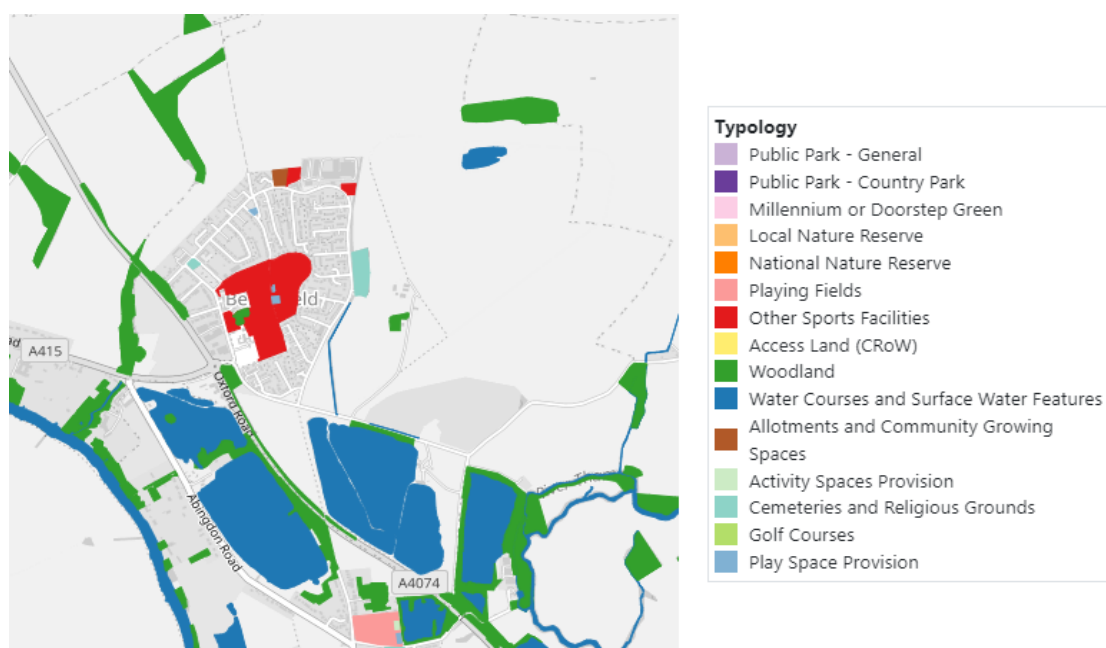 Be field
A415
Oxford Road
Abingdon Road
A4074
Typology
Public Park - General
Public Park - Country Park
Millennium or Doorstep Green
Local Nature Reserve
National Nature Reserve
Playing Fields
Other Sports Facilities
Access Land (CRoW)
Woodland
Water Courses and Surface Water Features
Allotments and Community Growing
Spaces
Activity Spaces Provision
Cemeteries and Religious Grounds
Golf Courses
Play Space Provision